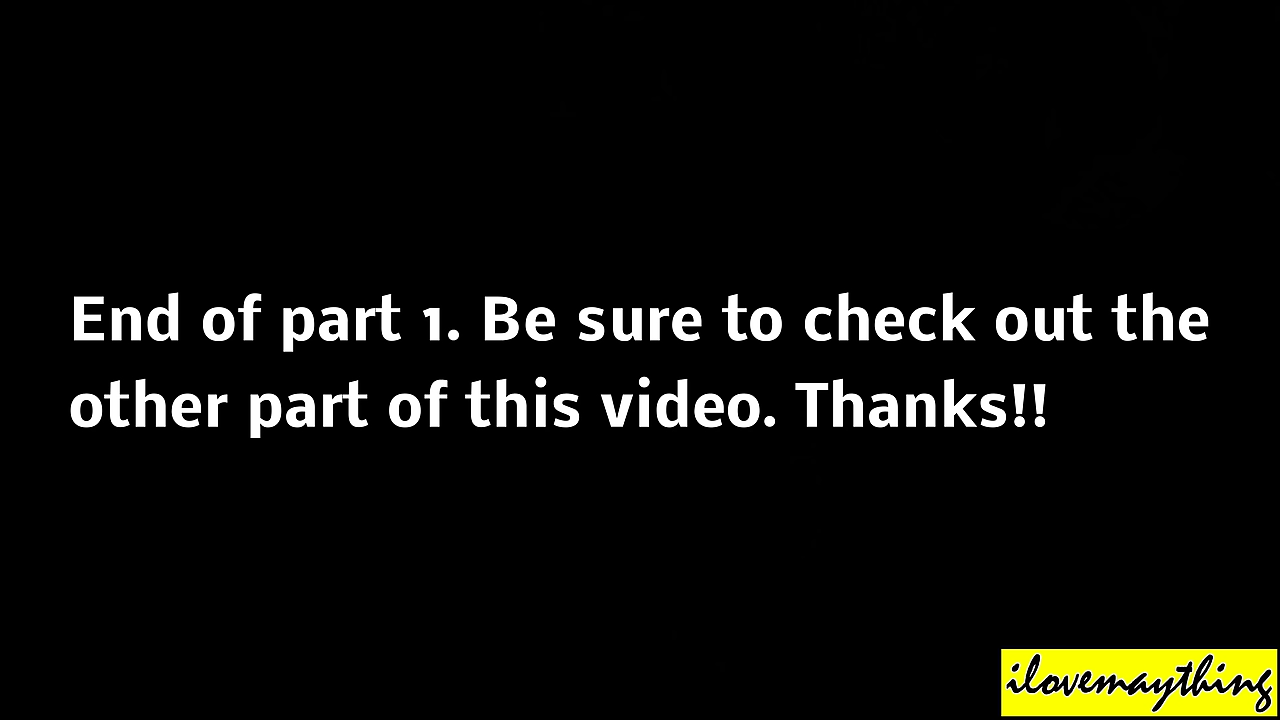 End of part 1. Be sure to check out the
other part of this video. Thanks!!
ilovemaything